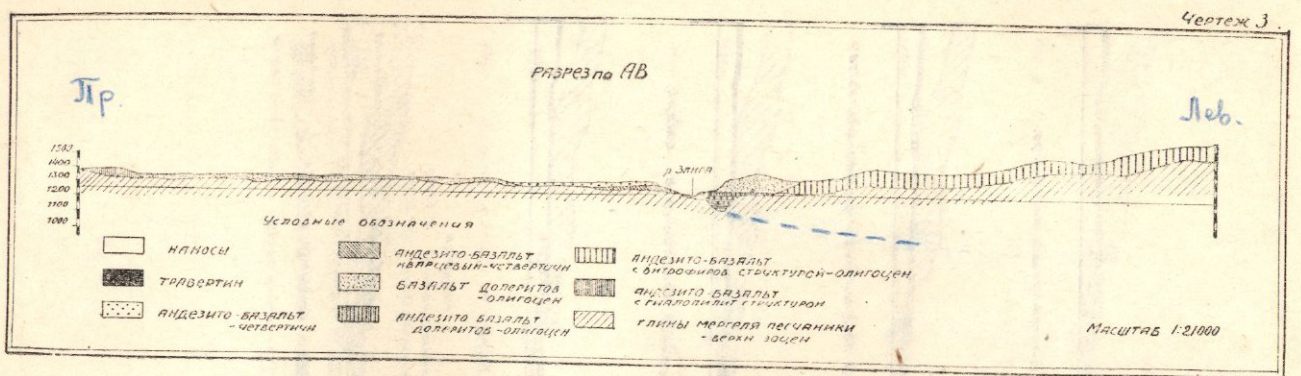 Чертеж 3.
РАЗРЕЗ по АВ
Пр.
Лев.
1500
1400
1300
1200
1100
1000
Условные обозначения
НАНОСЫ
ТРАВЕРТИН
АНДЕЗИТО-БАЗАЛЬТ
-ЧЕТВЕРТИЧН
АНДЕЗИТО-БАЗАЛЬТ
КВАРЦЕВЫЙ-ЧЕТВЕРТИЧН
БАЗАЛЬТ ДОЛЕРИТОВ
-ОЛИГОЦЕН
АНДЕЗИТО БАЗАЛЬТ
ДОЛЕРИТОВ-ОЛИГОЦЕН
АНДЕЗИТО-БАЗАЛЬТ
С ВИТРОФИРОВ СТРУКТУРОЙ-ОЛИГОЦЕН
АНДЕЗИТО-БАЗАЛЬТ
С ГИАЛОПИЛИТ СТРУКТУРОЙ
ГЛИНЫ МЕРГЕЛЯ ПЕСЧАНИКИ
-ВЕРХН ЭОЦЕН
МАСШТАБ 1:21000